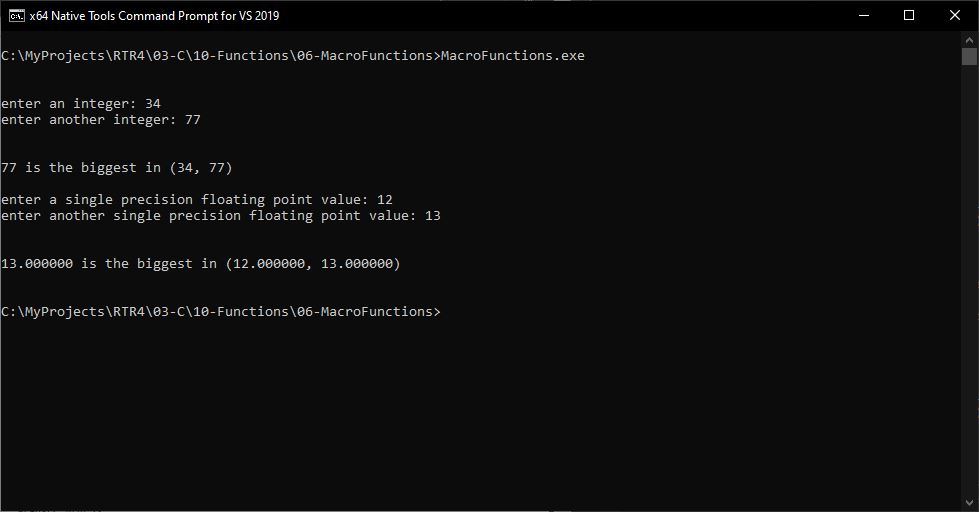 x64 Native Tools Command Prompt for VS 2019
C:\MyProjects\RTR4\03-C\10-Functions\06-MacroFunctions>MacroFunctions.exe
enter an integer: 34
enter another integer: 77
77 is the biggest in (34, 77)
enter a single precision floating point value: 12
enter another single precision floating point value: 13
13.000000 is the biggest in (12.000000, 13.000000)
C:\MyProjects\RTR4\03-C\10-Functions\06-MacroFunctions>